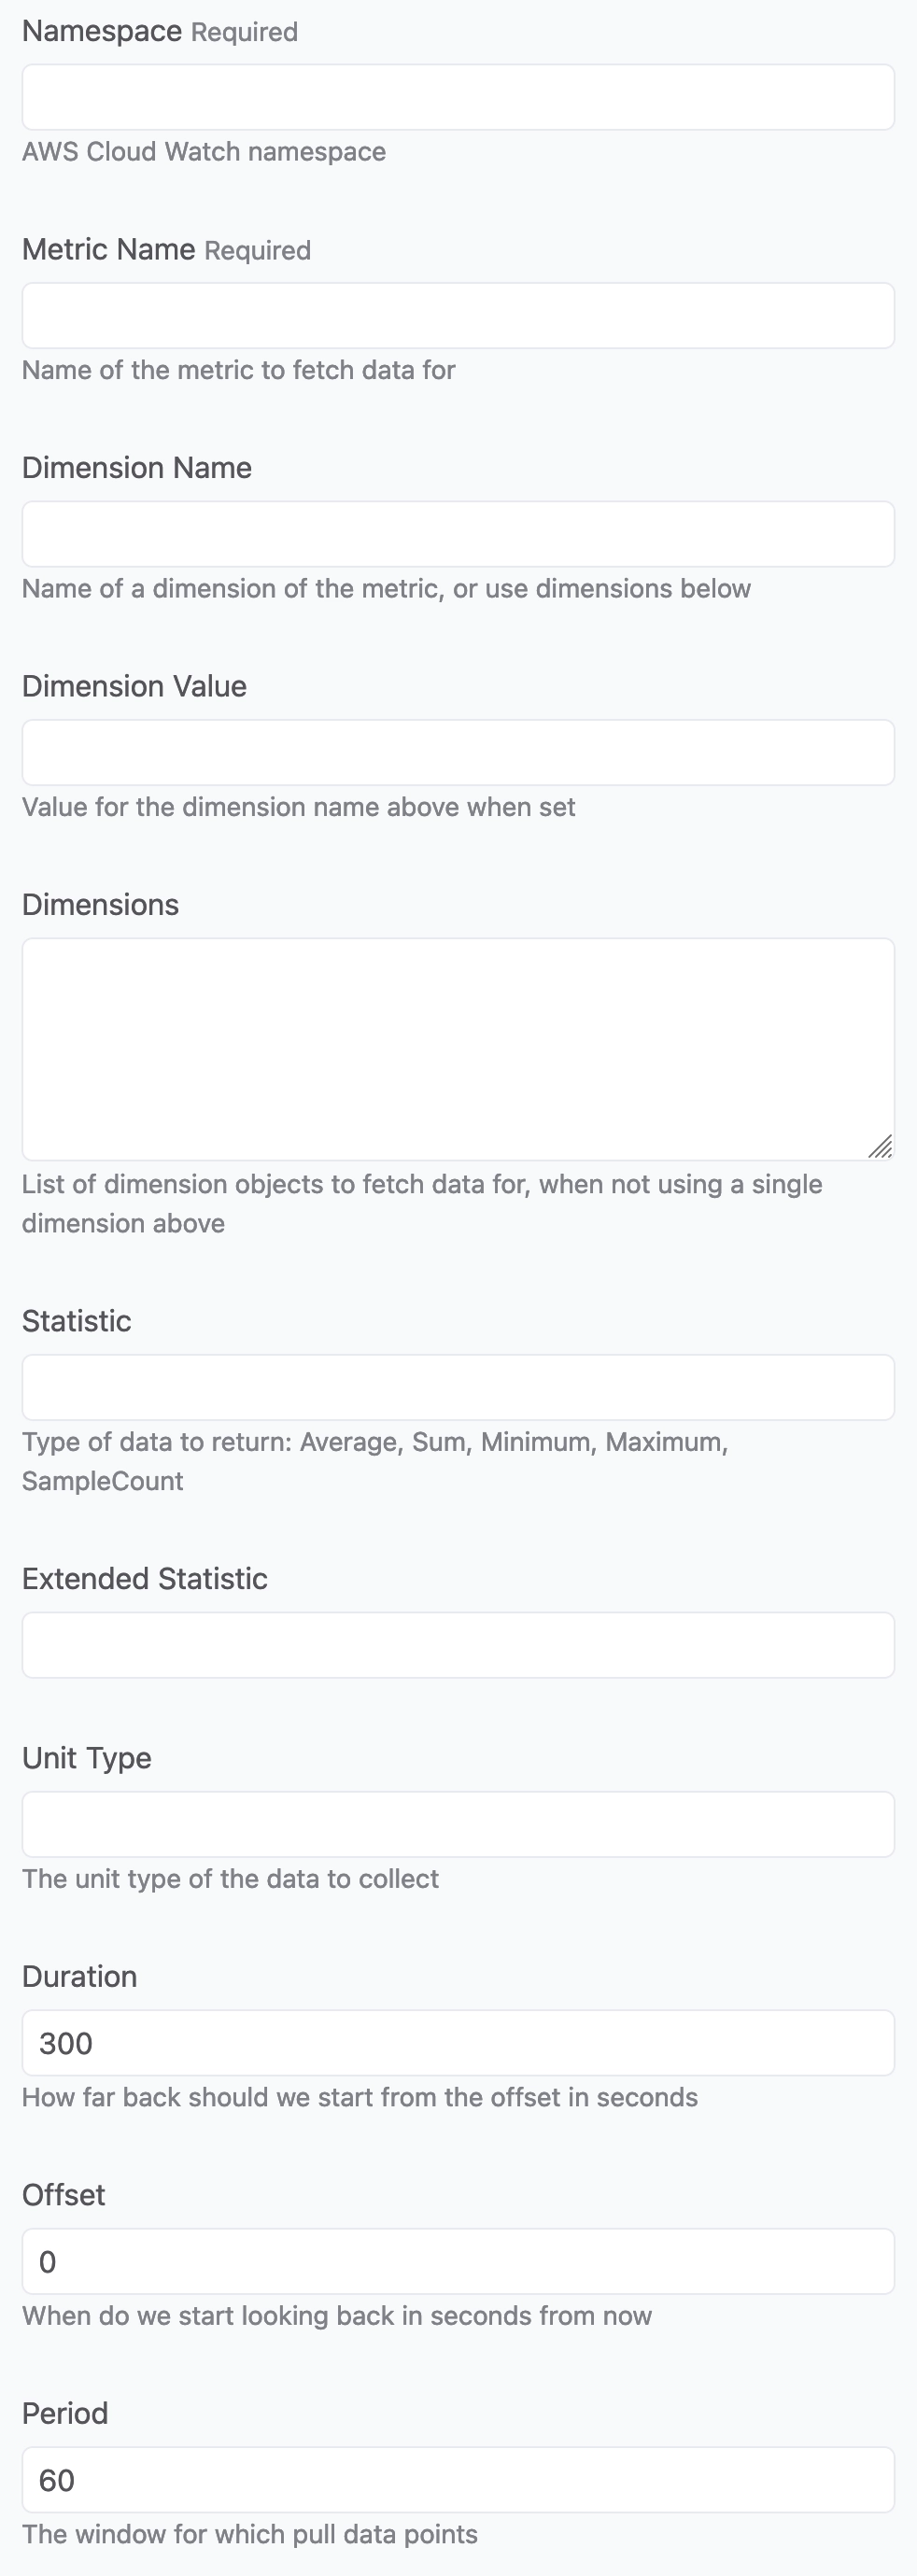 Namespace Required
AWS Cloud Watch namespace
Metric Name Required
Name of the metric to fetch data for
Dimension Name
Name of a dimension of the metric, or use dimensions below
Dimension Value
Value for the dimension name above when set
Dimensions
List of dimension objects to fetch data for, when not using a single
dimension above
Statistic
Type of data to return: Average, Sum, Minimum, Maximum,
SampleCount
Extended Statistic
Unit Type
The unit type of the data to collect
Duration
300
How far back should we start from the offset in seconds
Offset
0
When do we start looking back in seconds from now
Period
60
The window for which pull data points